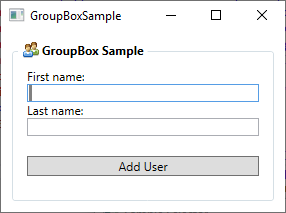 GroupBoxSample
GroupBox Sample
First name:
Last name:
Add User